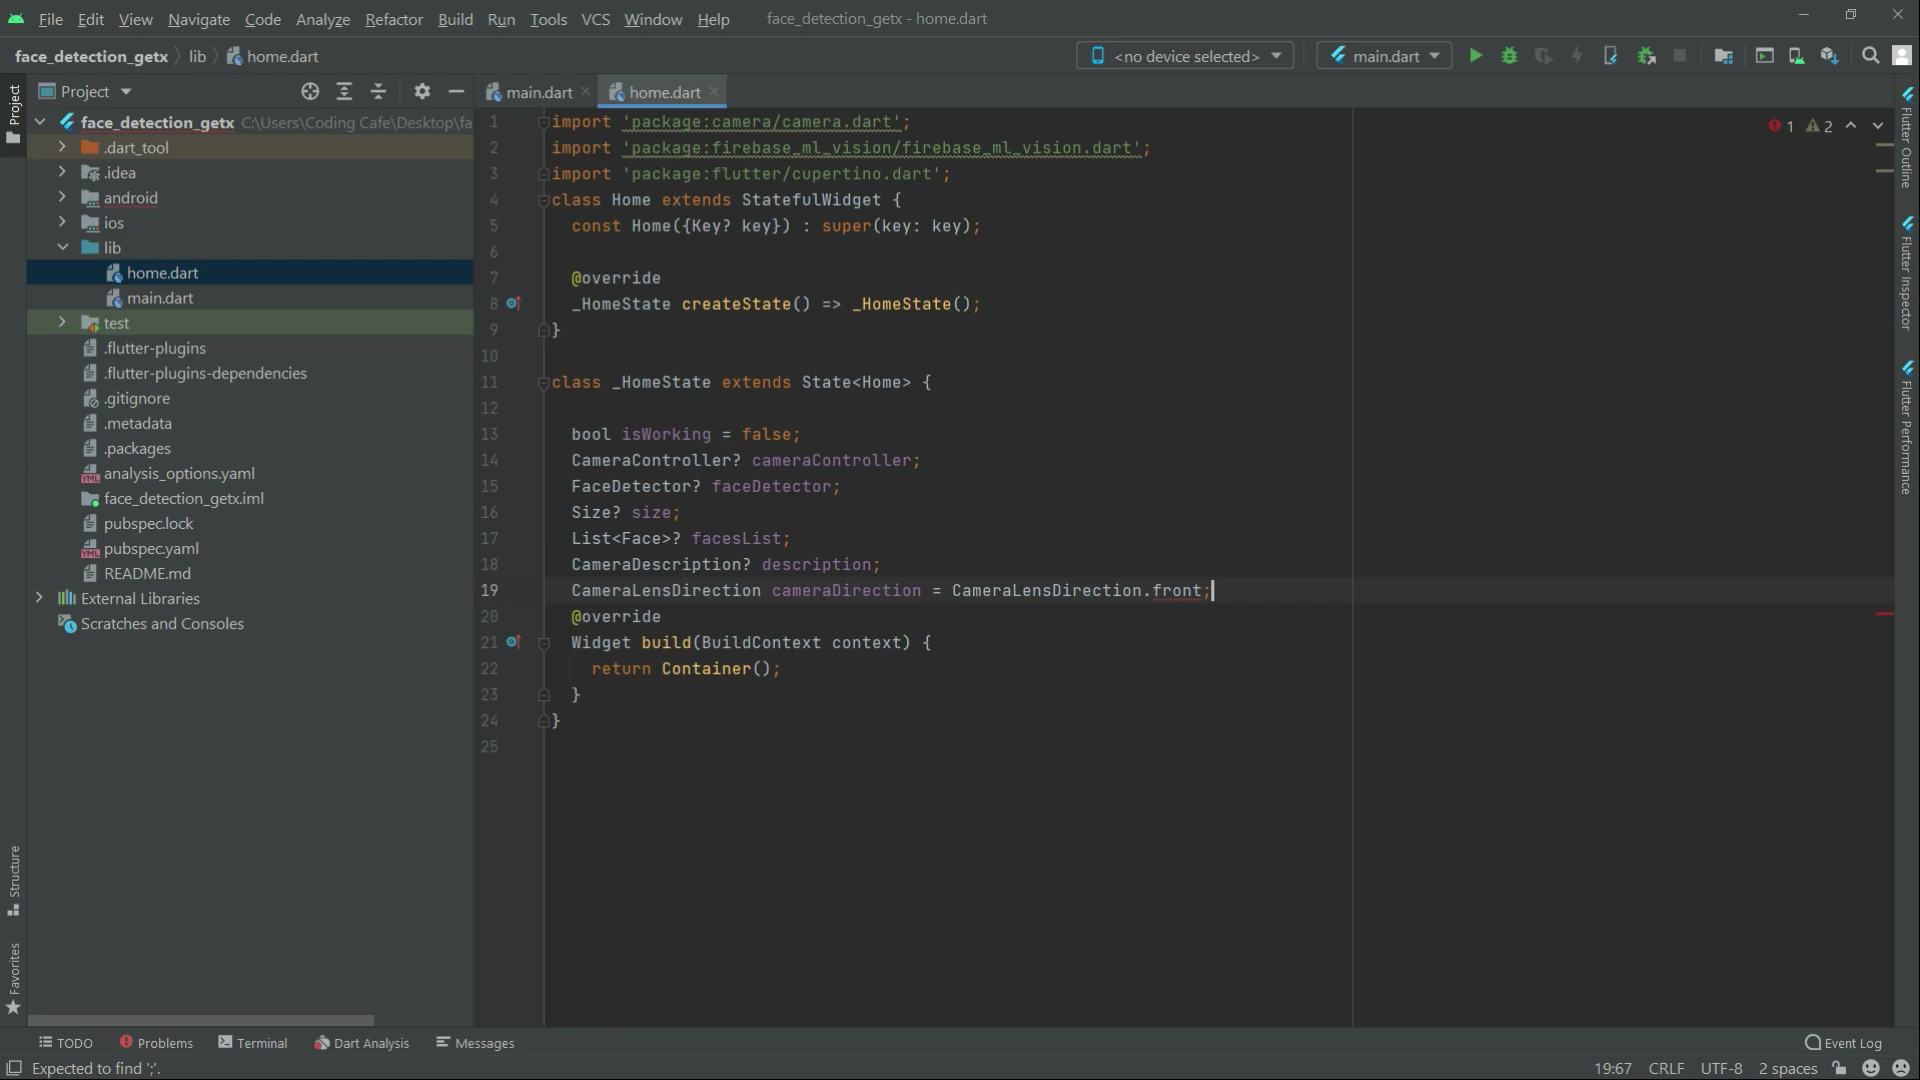 File Edit View Navigate Code Analyze Refactor Build Run Tools VCS Window Help face_detection_getx - home.dart
face_detection_getx lib home.dart <no device selected> main.dart
Project
main.dart
home.dart
Project
face_detection_getx C:\Users\Coding Cafe\Desktop\fa
.dart_tool
.idea
android
ios
lib
home.dart
main.dart
test
.flutter-plugins
.flutter-plugins-dependencies
.gitignore
.metadata
.packages
analysis_options.yaml
face_detection_getx.iml
pubspec.lock
pubspec.yaml
README.md
External Libraries
Scratches and Consoles
Structure
Favorites
1 import 'package:camera/camera.dart';
2 import 'package:firebase_ml_vision/firebase_ml_vision.dart';
3 import 'package:flutter/cupertino.dart';
4 class Home extends StatefulWidget {
5 const Home({Key? key}) : super(key: key);
6
7 @override
8 _HomeState createState() => _HomeState();
9 }
10
11 class _HomeState extends State<Home> {
12
13 bool isWorking = false;
14 CameraController? cameraController;
15 FaceDetector? faceDetector;
16 Size? size;
17 List<Face>? facesList;
18 CameraDescription? description;
19 CameraLensDirection cameraDirection = CameraLensDirection.front;
20 @override
21 Widget build(BuildContext context) {
22 return Container();
23 }
24 }
25
1 2
Flutter Outline
Flutter Inspector
Flutter Performance
TODO Problems Terminal Dart Analysis Messages Event Log
Expected to find ';'. 19:67 CRLF UTF-8 2 spaces